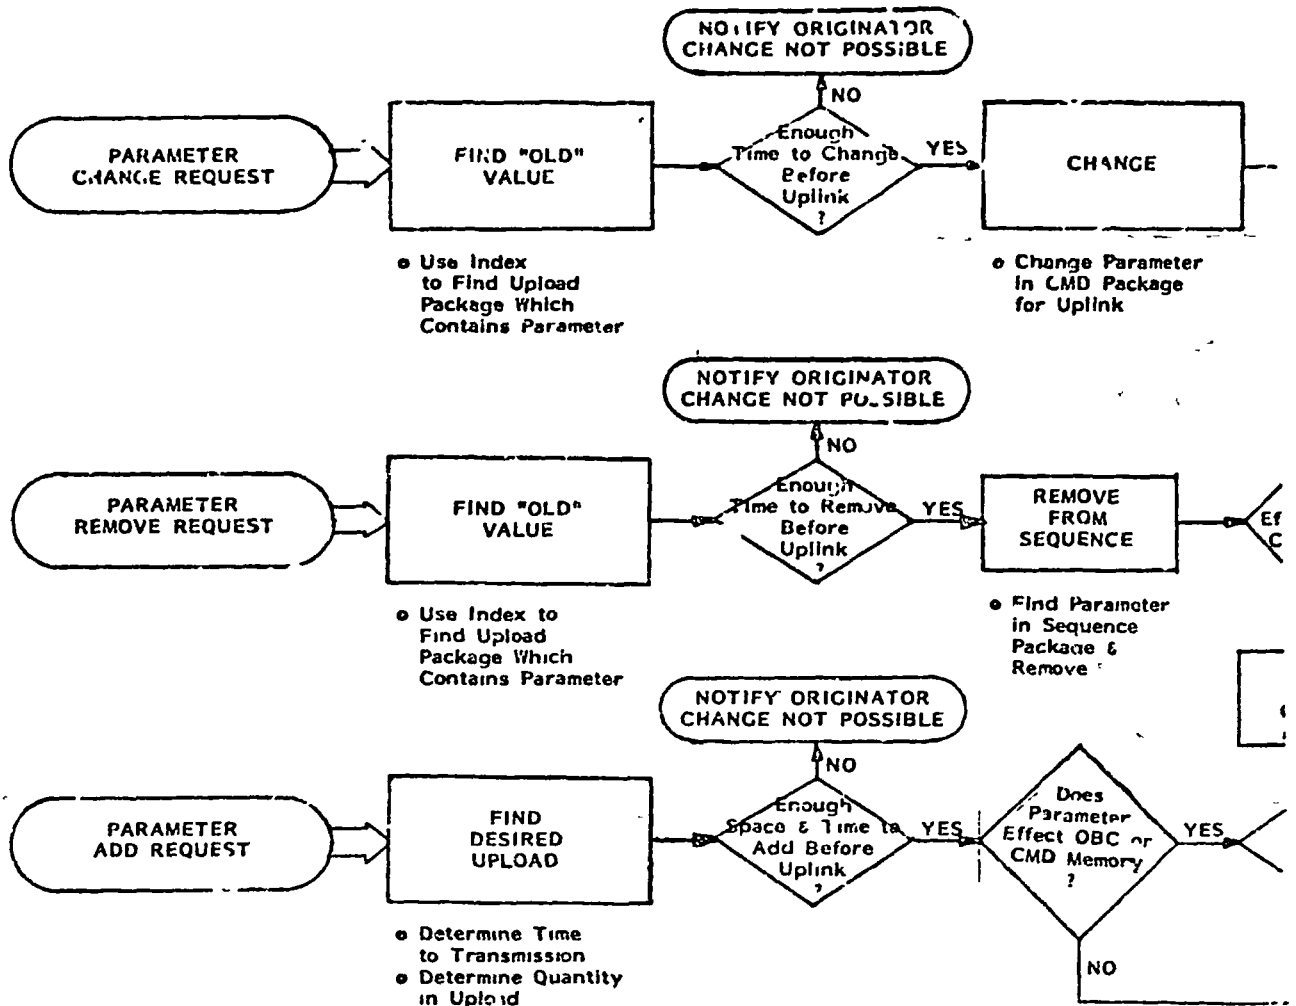 NOTIFY ORIGINATOR
CHANGE NOT POSSIBLE
NO
PARAMETER
CHANGE REQUEST
FIND "OLD"
VALUE
Enough
Time to Change
Before
Uplink
?
YES
CHANGE
• Use Index
to Find Upload
Package Which
Contains Parameter
• Change Parameter
in CMD Package
for Uplink
NOTIFY ORIGINATOR
CHANGE NOT POSSIBLE
NO
PARAMETER
REMOVE REQUEST
FIND "OLD"
VALUE
Enough
Time to Remove
Before
Uplink
?
YES
REMOVE
FROM
SEQUENCE
Ef
C
• Use Index to
Find Upload
Package Which
Contains Parameter
• Find Parameter
in Sequence
Package &
Remove
NOTIFY ORIGINATOR
CHANGE NOT POSSIBLE
NO
PARAMETER
ADD REQUEST
FIND
DESIRED
UPLOAD
Enough
Space & Time to
Add Before
Uplink
?
YES
Does
Parameter
Effect OBC or
CMD Memory
?
YES
NO
• Determine Time
to Transmission
• Determine Quantity
in Upload